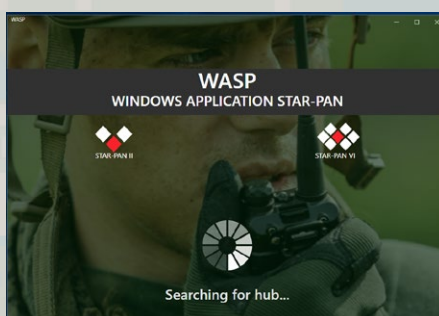 WASP
WASP
WINDOWS APPLICATION STAR-PAN
STAR-PAN II
STAR-PAN VI
Searching for hub...